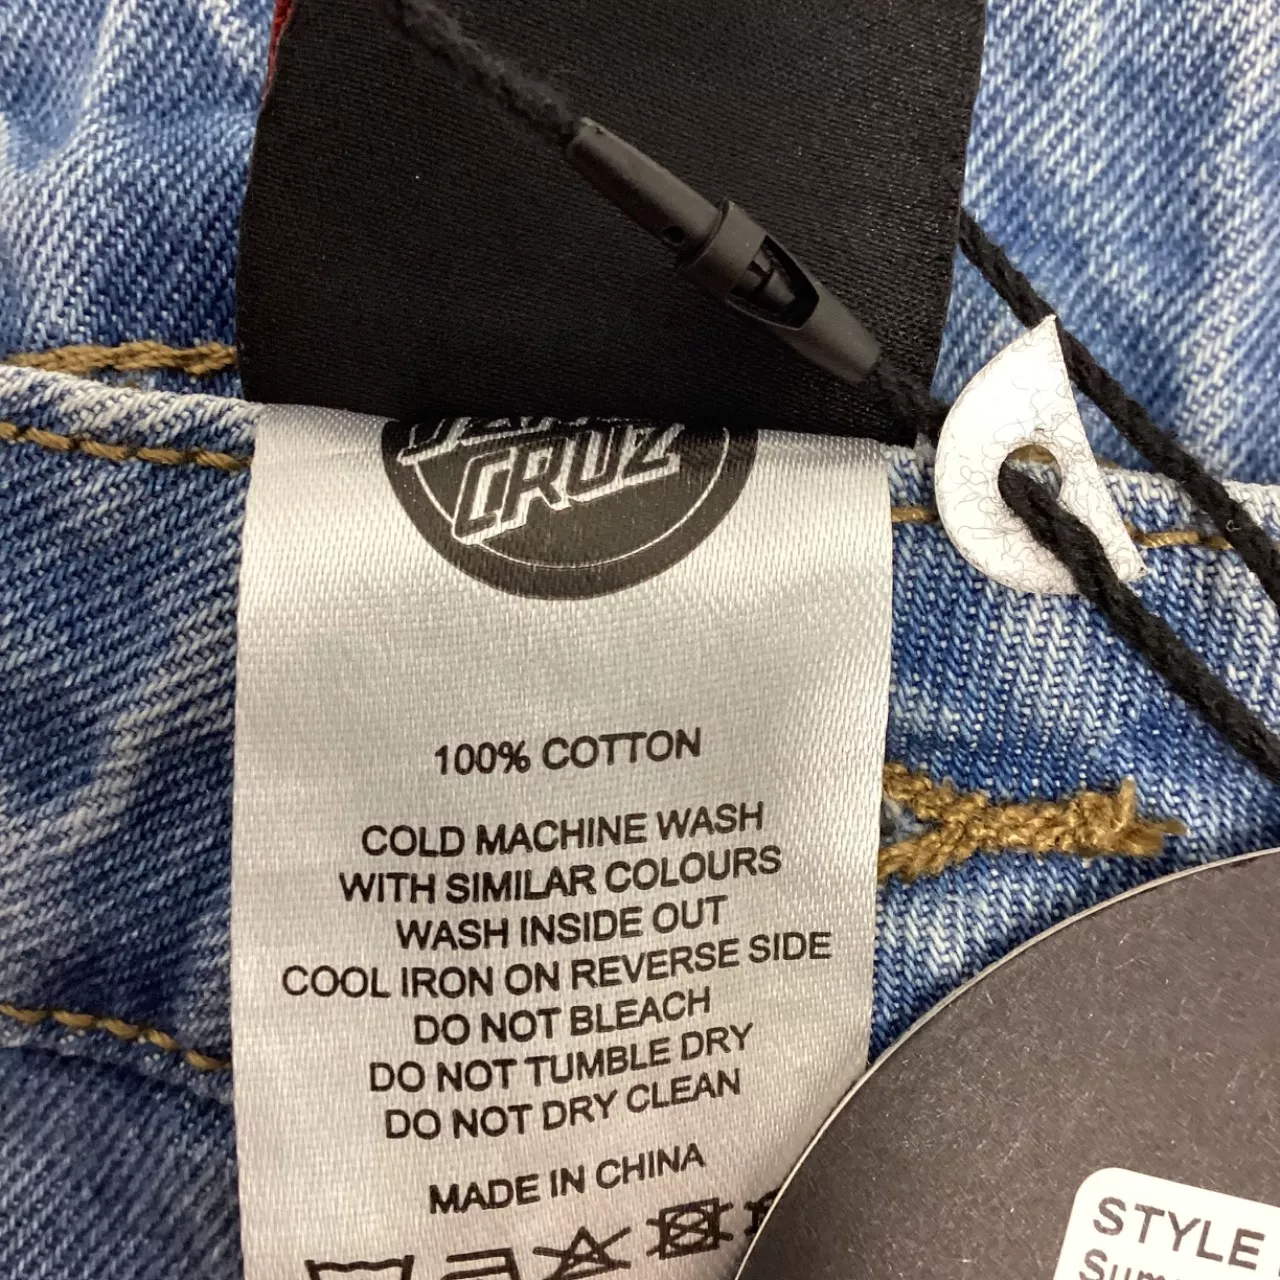 CRUZ
100% COTTON
COLD MACHINE WASH
WITH SIMILAR COLOURS
WASH INSIDE OUT
COOL IRON ON REVERSE SIDE
DO NOT BLEACH
DO NOT TUMBLE DRY
DO NOT DRY CLEAN
MADE IN CHINA
STYLE